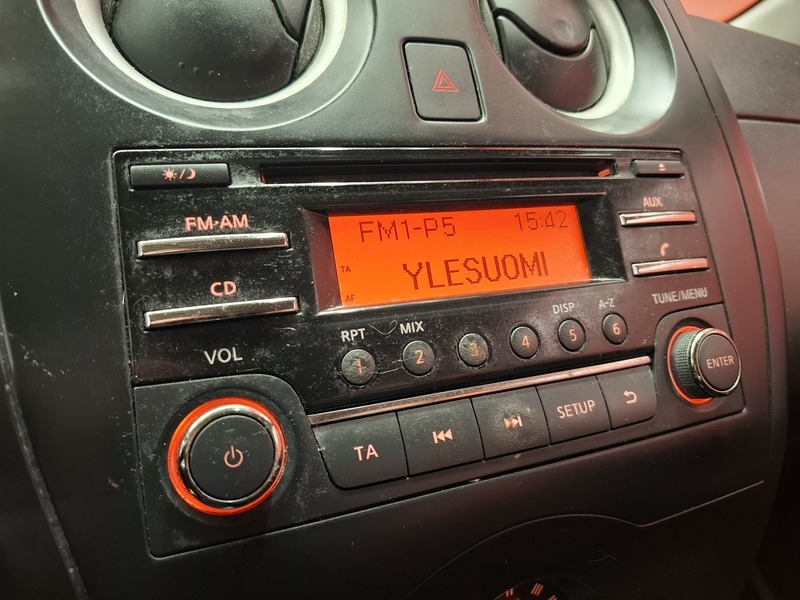 FM·AM
CD
VOL
FM1-P5 15:42
TA
YLESUOMI
AF
AUX
TUNE/MENU
RPT MIX DISP A-Z
1 2 3 4 5 6
ENTER
TA SETUP